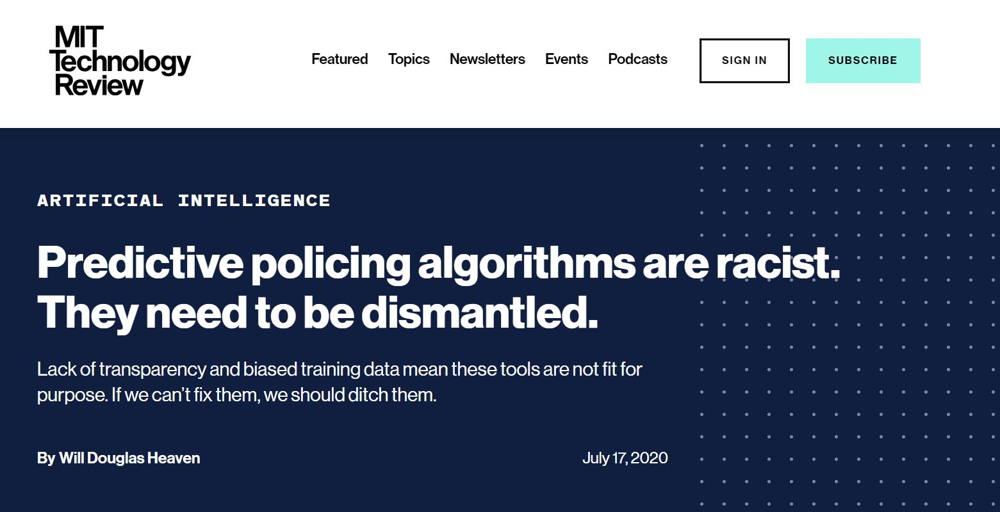 MIT
Technology
Review
Featured Topics Newsletters Events Podcasts SIGN IN SUBSCRIBE
ARTIFICIAL INTELLIGENCE
Predictive policing algorithms are racist.
They need to be dismantled.
Lack of transparency and biased training data mean these tools are not fit for
purpose. If we can’t fix them, we should ditch them.
By Will Douglas Heaven July 17, 2020